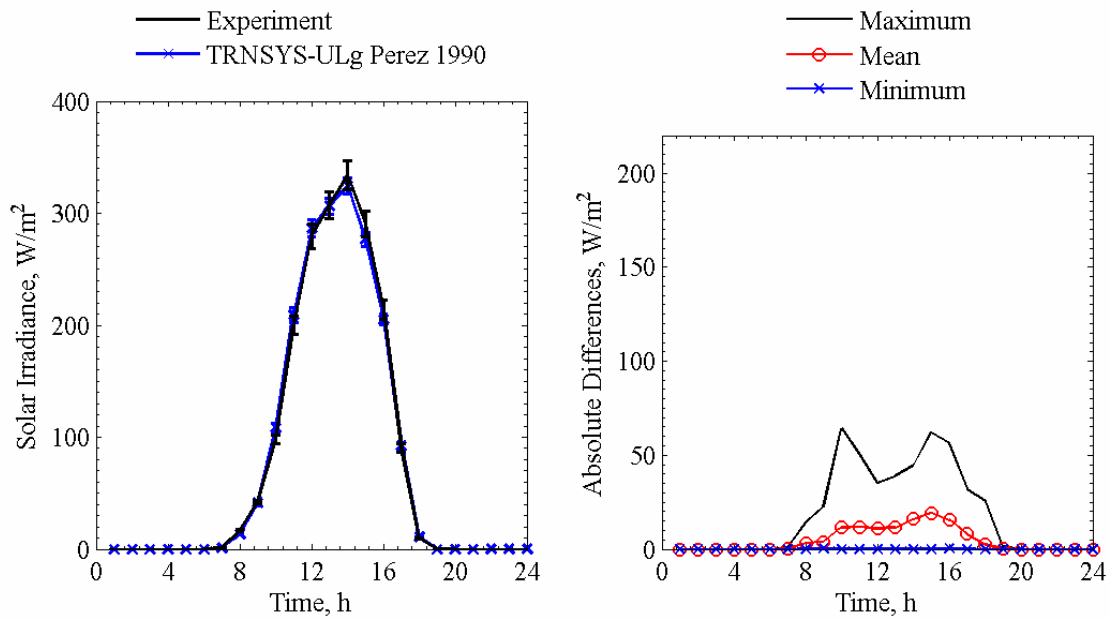 Experiment
TRNSYS-ULg Perez 1990
400
300
200
100
0
Solar Irradiance, W/m²
0 4 8 12 16 20 24
Time, h
Maximum
Mean
Minimum
200
150
100
50
0
Absolute Differences, W/m²
0 4 8 12 16 20 24
Time, h